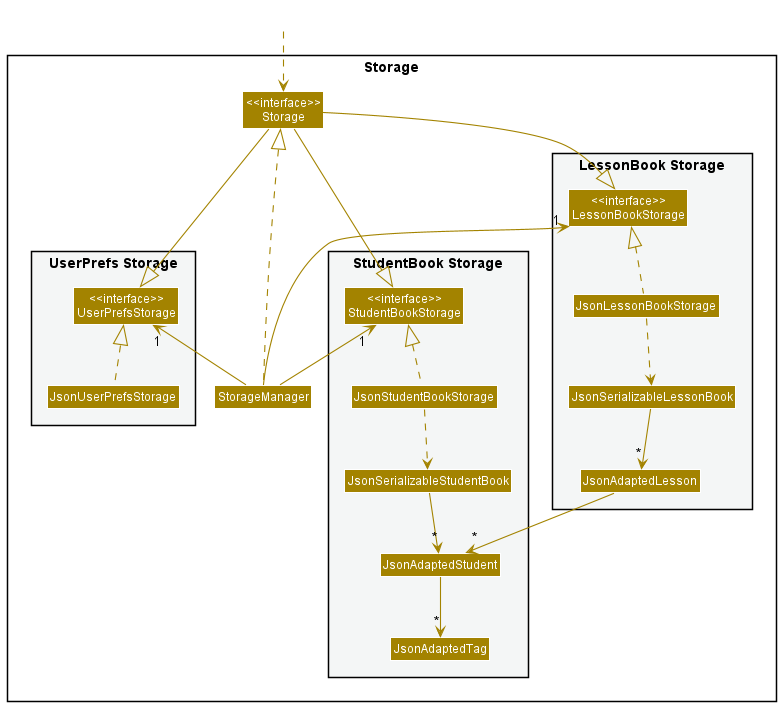 Storage
<<interface>>
Storage
LessonBook Storage
<<interface>>
LessonBookStorage
1
UserPrefs Storage
<<interface>>
UserPrefsStorage
1
StudentBook Storage
<<interface>>
StudentBookStorage
1
JsonLessonBookStorage
JsonUserPrefsStorage
StorageManager
JsonStudentBookStorage
JsonSerializableLessonBook
*
JsonSerializableStudentBook
JsonAdaptedLesson
*
*
JsonAdaptedStudent
*
JsonAdaptedTag